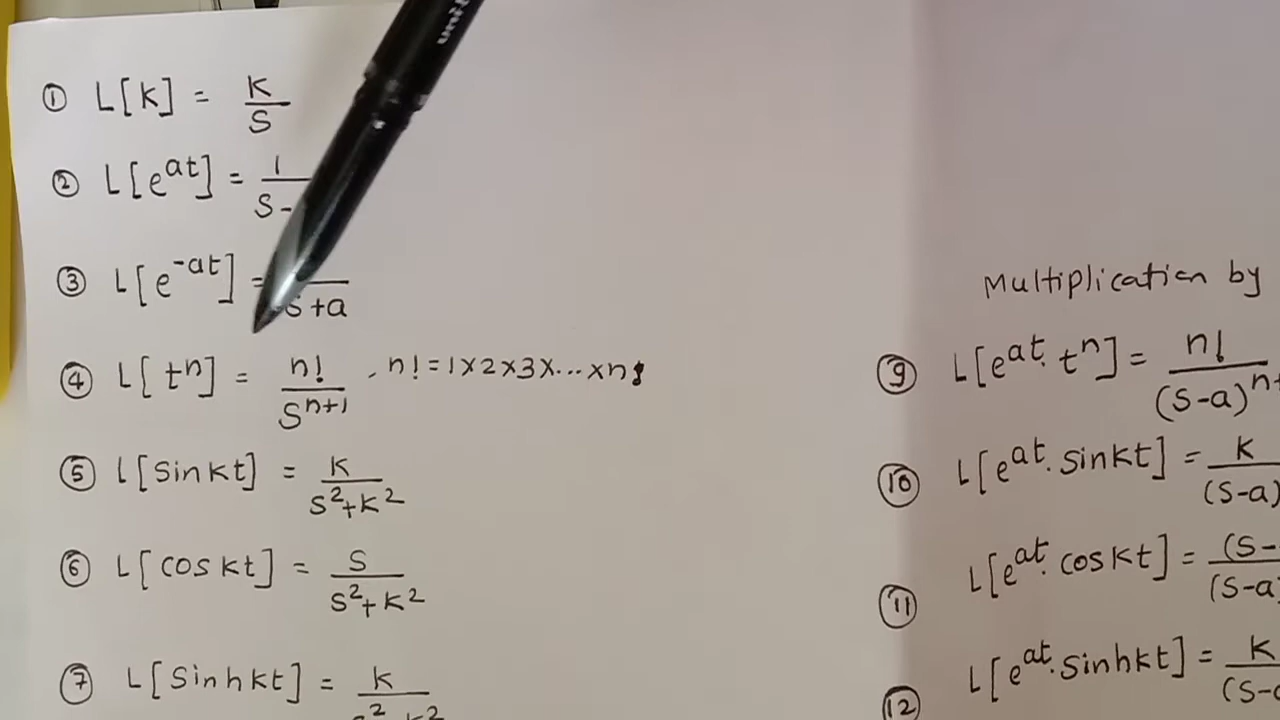 uni
① L[K] = K/S
② L[e^at] = 1/S-
③ L[e^-at] = /S+a
④ L[t^n] = n!/S^n+1 , n! = 1×2×3×...×n
⑤ L[Sinkt] = K/S²+K²
⑥ L[coskt] = S/S²+K²
⑦ L[Sinhkt] = K
Multiplication by
⑨ L[e^at. t^n] = n!/(S-a)^n+
⑩ L[e^at. Sinkt] = K/(S-a)
⑪ L[e^at. coskt] = (S-/(S-a)
⑫ L[e^at. Sinhkt] = K/(S-a